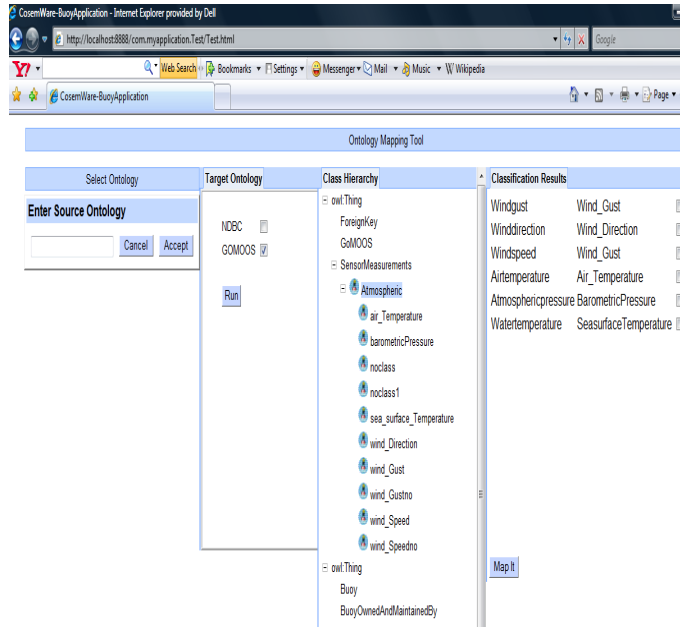 CosemWare-BuoyApplication - Internet Explorer provided by Dell
http://localhost:8888/com.myapplication.Test/Test.html
Google
Y! Web Search Bookmarks Settings Messenger Mail Music W Wikipedia
CosemWare-BuoyApplication
Page
Ontology Mapping Tool
Select Ontology
Enter Source Ontology
Cancel Accept
Target Ontology
NDBC
GOMOOS
Run
Class Hierarchy
owl:Thing
ForeignKey
GoMOOS
SensorMeasurements
Atmospheric
air_Temperature
barometricPressure
noclass
noclass1
sea_surface_Temperature
wind_Direction
wind_Gust
wind_Gustno
wind_Speed
wind_Speedno
owl:Thing
Buoy
BuoyOwnedAndMaintainedBy
Classification Results
Windgust Wind_Gust
Winddirection Wind_Direction
Windspeed Wind_Gust
Airtemperature Air_Temperature
Atmosphericpressure BarometricPressure
Watertemperature SeasurfaceTemperature
Map It